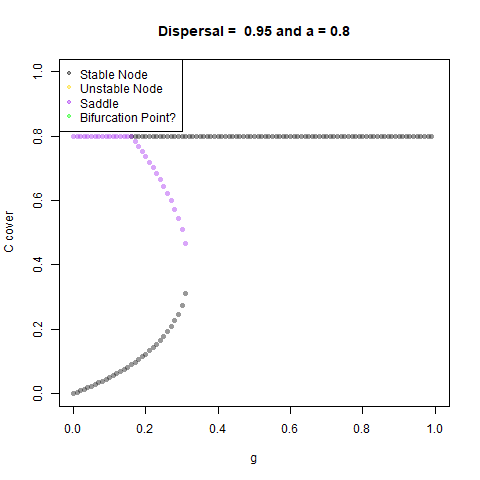 Dispersal =  0.95 and a = 0.8
Stable Node
Unstable Node
Saddle
Bifurcation Point?
1.0
0.8
0.6
0.4
0.2
0.0
C cover
0.0 0.2 0.4 0.6 0.8 1.0
g